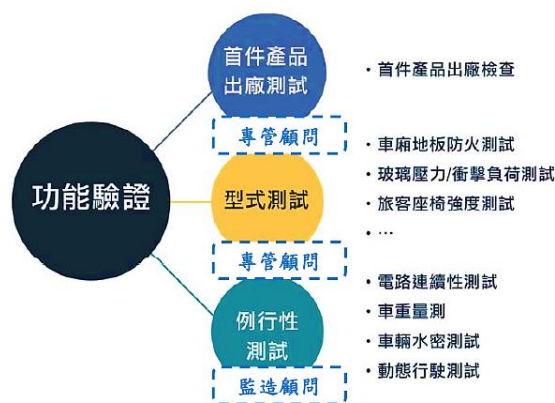 功能驗證
首件產品
出廠測試
專管顧問
・首件產品出廠檢查
型式測試
專管顧問
・車廂地板防火測試
・玻璃壓力/衝擊負荷測試
・旅客座椅強度測試
・…
例行性
測試
監造顧問
・電路連續性測試
・車重量測
・車輛水密測試
・動態行駛測試